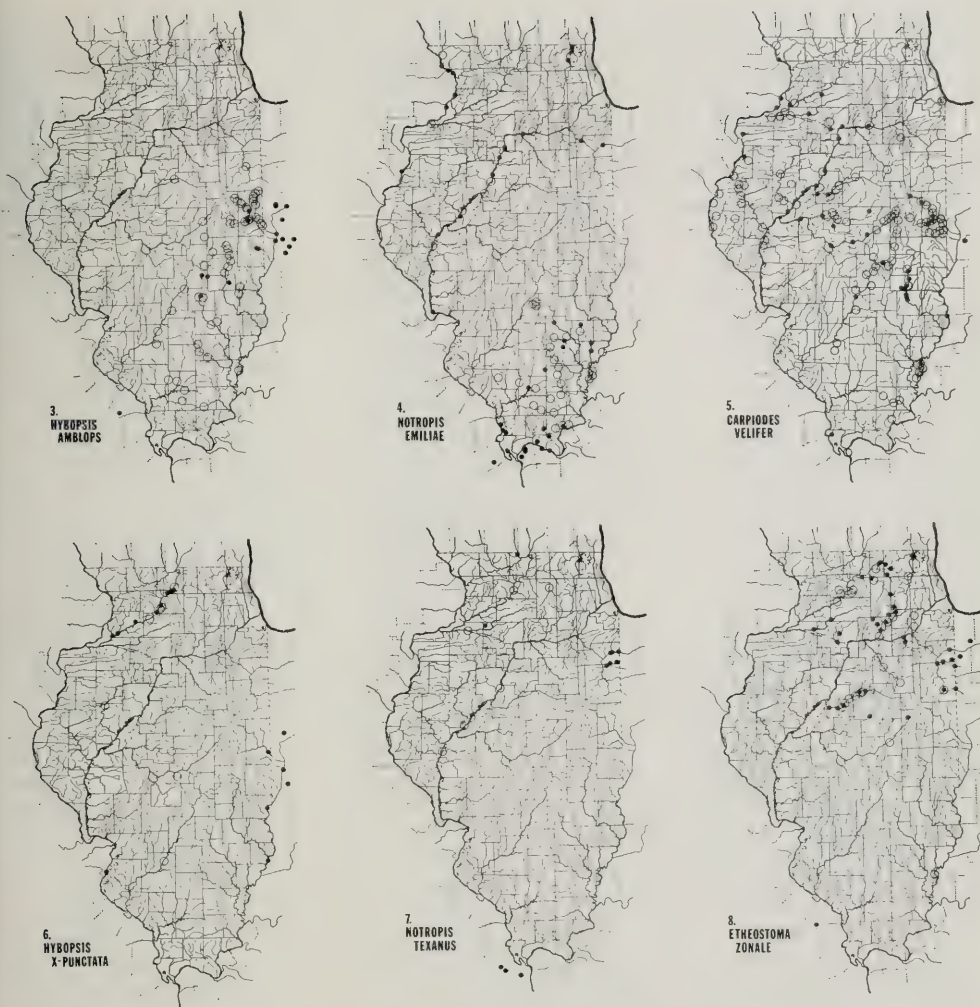 3.
HYBOPSIS
AMBLOPS
4.
NOTROPIS
EMILIAE
5.
CARPIODES
VELIFER
6.
HYBOPSIS
X-PUNCTATA
7.
NOTROPIS
TEXANUS
8.
ETHEOSTOMA
ZONALE